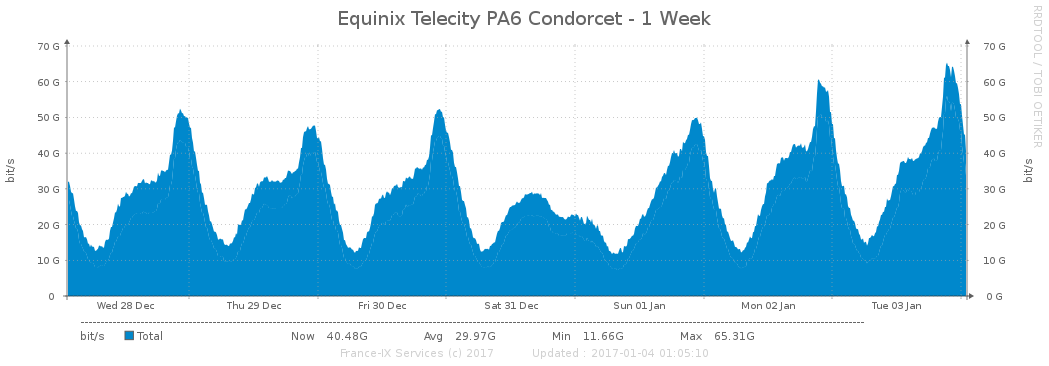 Equinix Telecity PA6 Condorcet - 1 Week
RRDTOOL / TOBI OETIKER
bit/s
70 G
60 G
50 G
40 G
30 G
20 G
10 G
0
70 G
60 G
50 G
40 G
30 G
20 G
10 G
0 G
bit/s
Wed 28 Dec Thu 29 Dec Fri 30 Dec Sat 31 Dec Sun 01 Jan Mon 02 Jan Tue 03 Jan
bit/s Total Now 40.48G Avg 29.97G Min 11.66G Max 65.31G
France-IX Services (c) 2017 Updated : 2017-01-04 01:05:10